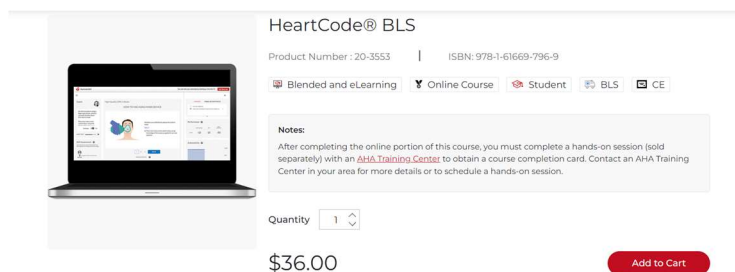 HeartCode® BLS
Product Number : 20-3553 | ISBN: 978-1-61669-796-9
Blended and eLearning Online Course Student BLS CE
Notes:
After completing the online portion of this course, you must complete a hands-on session (sold
separately) with an AHA Training Center to obtain a course completion card. Contact an AHA Training
Center in your area for more details or to schedule a hands-on session.
Quantity 1
$36.00 Add to Cart